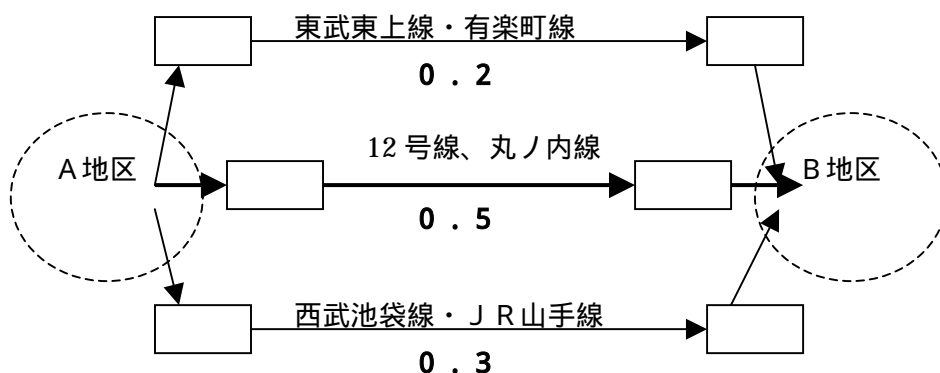 東武東上線・有楽町線
０．２
12 号線、丸ノ内線
Ａ地区
Ｂ地区
０．５
西武池袋線・ＪＲ山手線
０．３